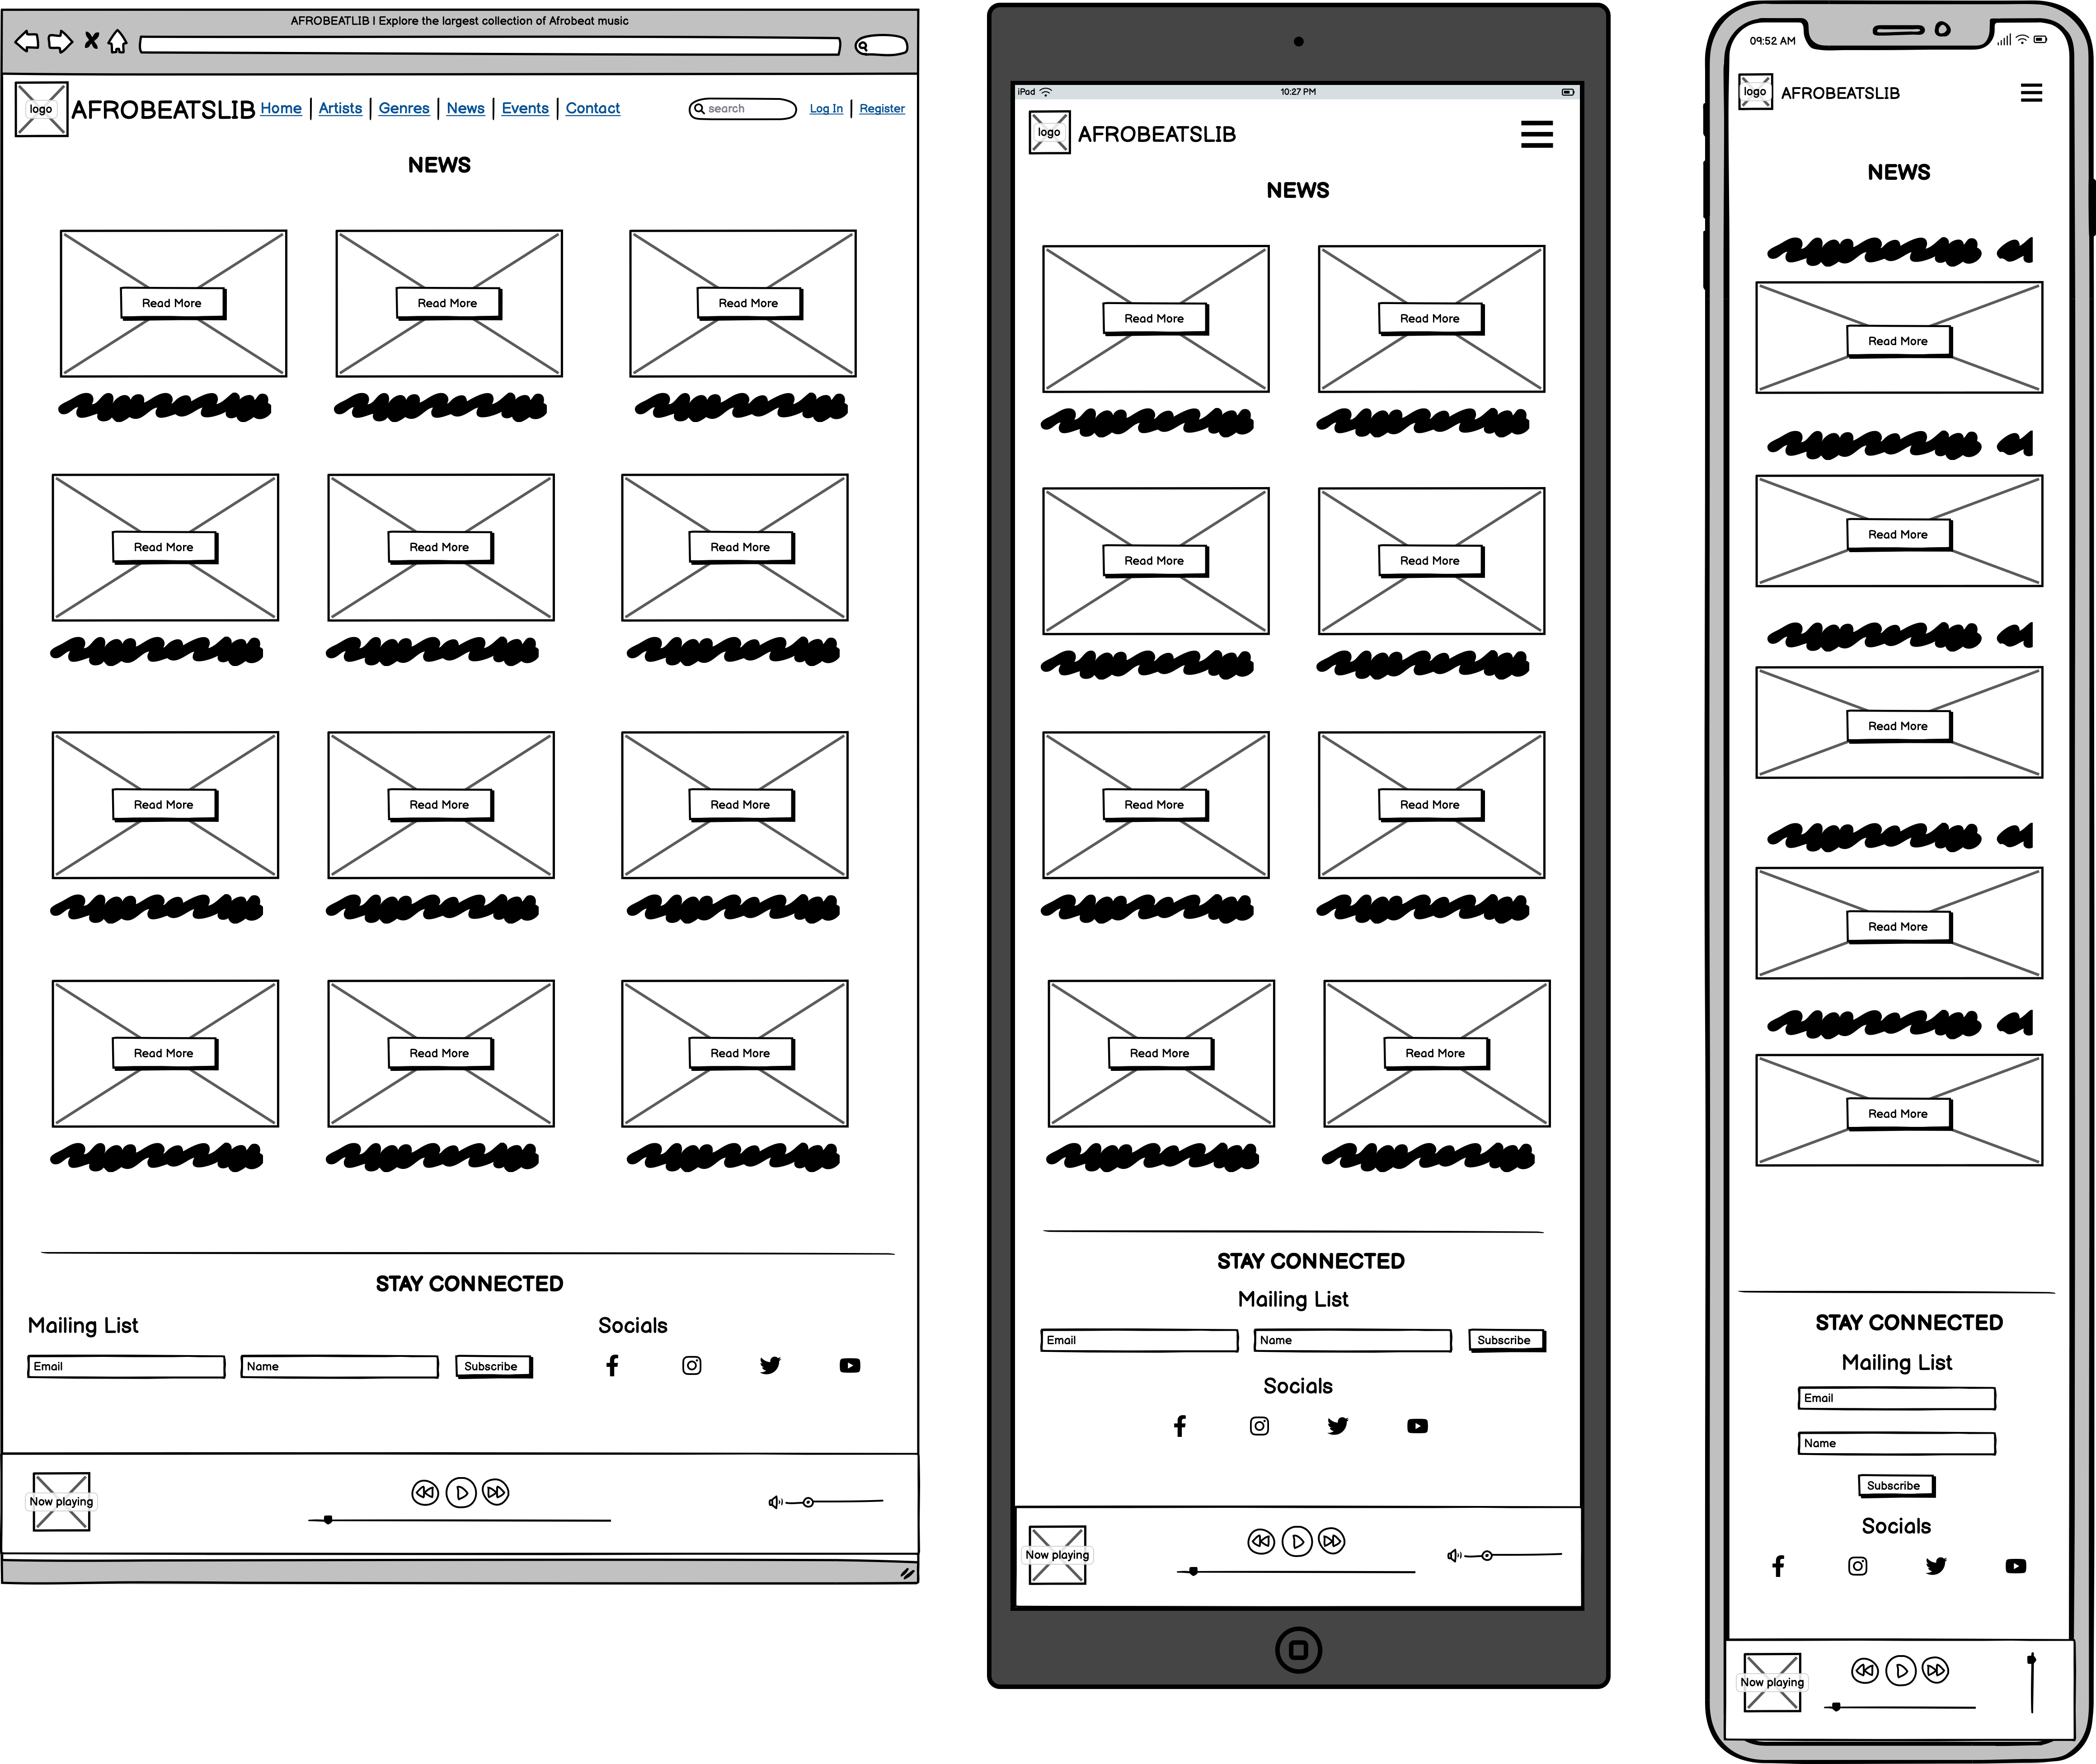 AFROBEATLIB | Explore the largest collection of Afrobeat music
logo AFROBEATSLIB Home | Artists | Genres | News | Events | Contact search Log In | Register
NEWS
Read More Read More Read More
Read More Read More Read More
Read More Read More Read More
Read More Read More Read More
STAY CONNECTED
Mailing List Socials
Email Name Subscribe
Now playing
iPad 10:27 PM
logo AFROBEATSLIB
NEWS
Read More Read More
Read More Read More
Read More Read More
Read More Read More
STAY CONNECTED
Mailing List
Email Name Subscribe
Socials
Now playing
09:52 AM
logo AFROBEATSLIB
NEWS
Read More
Read More
Read More
Read More
Read More
STAY CONNECTED
Mailing List
Email
Name
Subscribe
Socials
Now playing